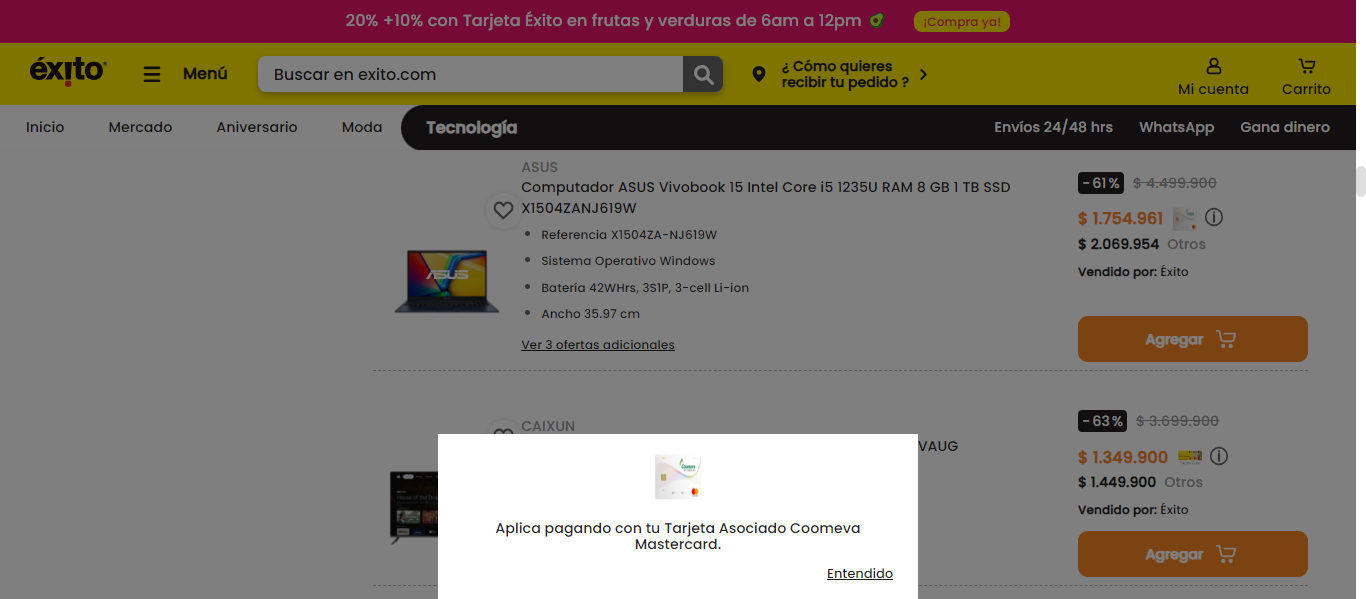 20% +10% con Tarjeta Éxito en frutas y verduras de 6am a 12pm ¡Compra ya!
éxito
Menú
Buscar en exito.com
¿ Cómo quieres
recibir tu pedido ?
Mi cuenta
Carrito
Inicio Mercado Aniversario Moda Tecnología Envíos 24/48 hrs WhatsApp Gana dinero
ASUS
Computador ASUS Vivobook 15 Intel Core i5 1235U RAM 8 GB 1 TB SSD
X1504ZANJ619W
Referencia X1504ZA-NJ619W
Sistema Operativo Windows
Batería 42WHrs, 3S1P, 3-cell Li-ion
Ancho 35.97 cm
Ver 3 ofertas adicionales
ASUS
- 61 % $ 4.499.900
$ 1.754.961
$ 2.069.954 Otros
Vendido por: Éxito
Agregar
CAIXUN
VAUG
- 63 % $ 3.699.900
$ 1.349.900
$ 1.449.900 Otros
Vendido por: Éxito
Agregar
Aplica pagando con tu Tarjeta Asociado Coomeva
Mastercard.
Entendido